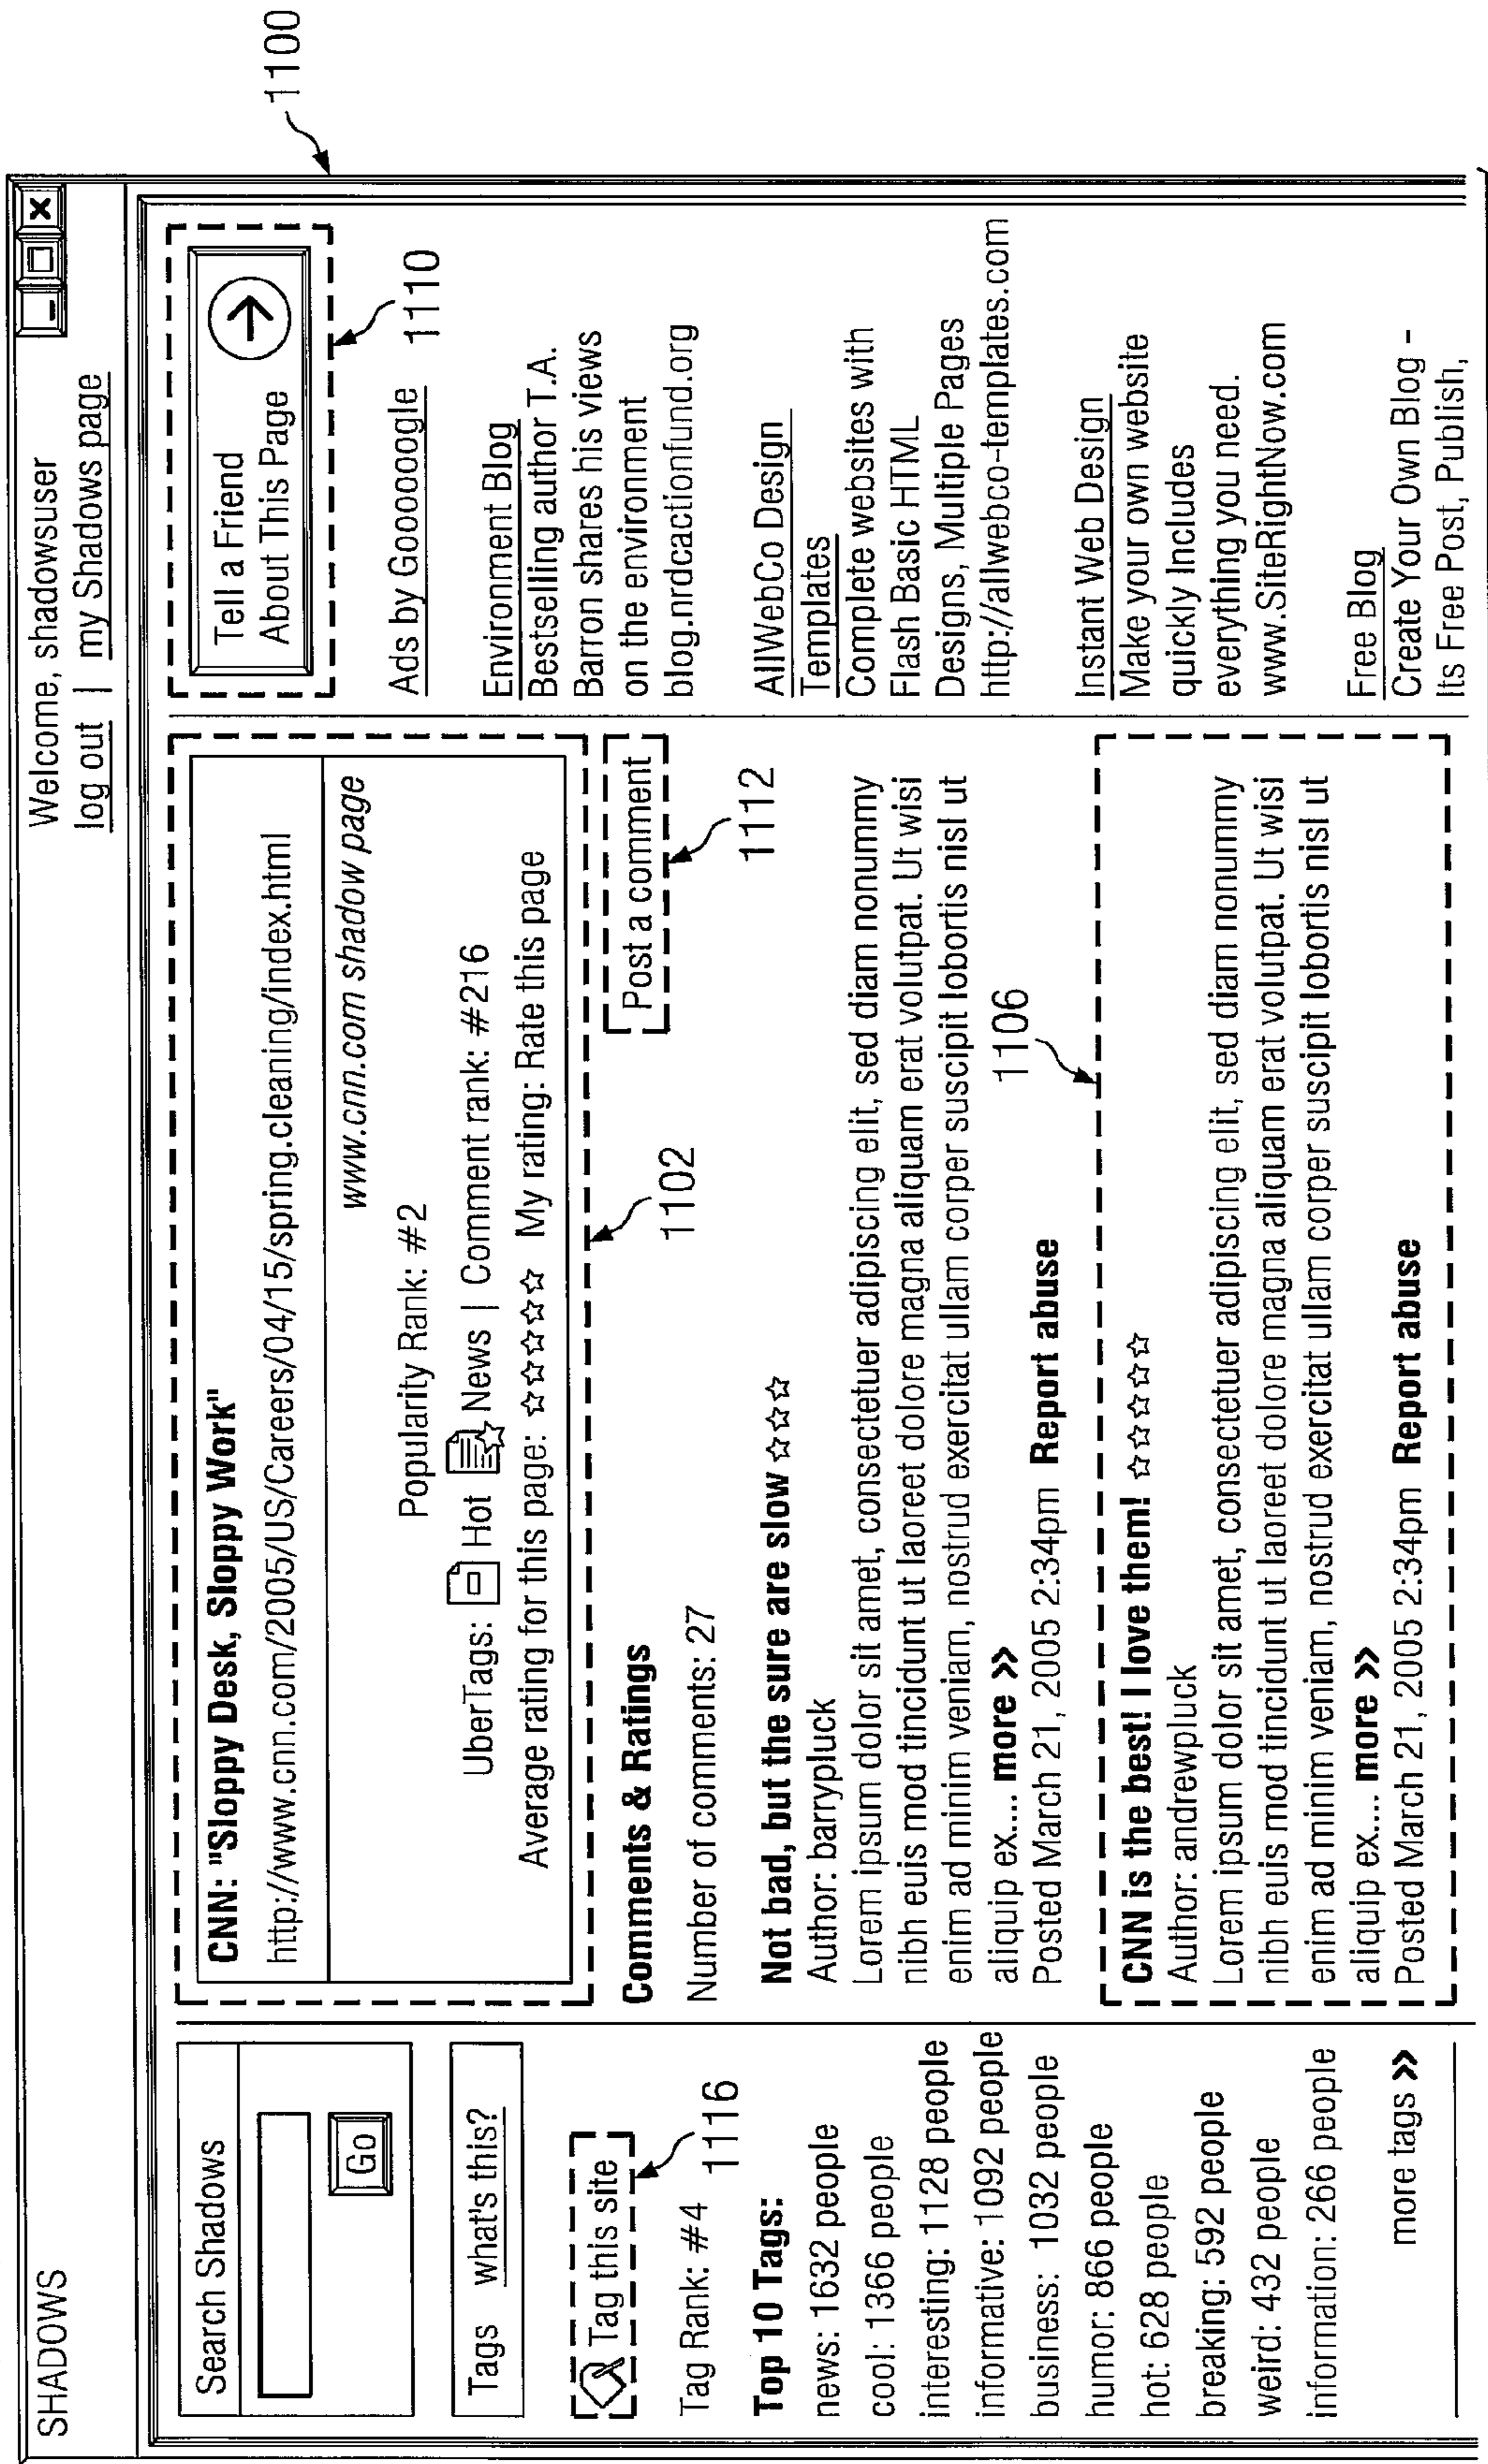 SHADOWS
Welcome, shadowsuser
log out | my Shadows page
1100
Search Shadows
Go
Tags what's this?
Tag this site
1116
Tag Rank: #4
Top 10 Tags:
news: 1632 people
cool: 1366 people
interesting: 1128 people
informative: 1092 people
business: 1032 people
humor: 866 people
hot: 628 people
breaking: 592 people
weird: 432 people
information: 266 people
more tags »
CNN: "Sloppy Desk, Sloppy Work"
http://www.cnn.com/2005/US/Careers/04/15/spring.cleaning/index.html
www.cnn.com shadow page
Popularity Rank: #2
UberTags: Hot News | Comment rank: #216
Average rating for this page: ☆☆☆☆☆ My rating: Rate this page
1102
Comments & Ratings
Post a comment
1112
Number of comments: 27
Not bad, but the sure are slow ☆☆☆
Author: barrypluck
Lorem ipsum dolor sit amet, consectetuer adipiscing elit, sed diam nonummy
nibh euis mod tincidunt ut laoreet dolore magna aliquam erat volutpat. Ut wisi
enim ad minim veniam, nostrud exercitat ullam corper suscipit lobortis nisl ut
aliquip ex.... more »
Posted March 21, 2005 2:34pm Report abuse
1106
CNN is the best! I love them! ☆☆☆☆☆
Author: andrewpluck
Lorem ipsum dolor sit amet, consectetuer adipiscing elit, sed diam nonummy
nibh euis mod tincidunt ut laoreet dolore magna aliquam erat volutpat. Ut wisi
enim ad minim veniam, nostrud exercitat ullam corper suscipit lobortis nisl ut
aliquip ex.... more »
Posted March 21, 2005 2:34pm Report abuse
Tell a Friend
About This Page
1110
Ads by Goooooogle
Environment Blog
Bestselling author T.A.
Barron shares his views
on the environment
blog.nrdcactionfund.org
AllWebCo Design
Templates
Complete websites with
Flash Basic HTML
Designs, Multiple Pages
http://allwebco-templates.com
Instant Web Design
Make your own website
quickly Includes
everything you need.
www.SiteRightNow.com
Free Blog
Create Your Own Blog -
Its Free Post, Publish,